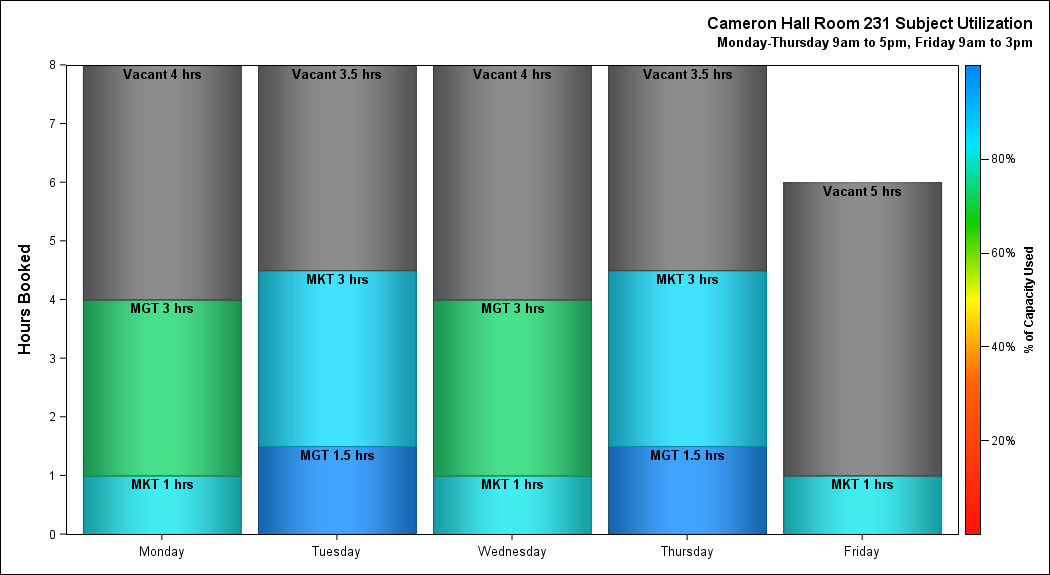 Cameron Hall Room 231 Subject Utilization
Monday-Thursday 9am to 5pm, Friday 9am to 3pm
Hours Booked
8
7
6
5
4
3
2
1
0
Vacant 4 hrs
MGT 3 hrs
MKT 1 hrs
Vacant 3.5 hrs
MKT 3 hrs
MGT 1.5 hrs
Vacant 4 hrs
MGT 3 hrs
MKT 1 hrs
Vacant 3.5 hrs
MKT 3 hrs
MGT 1.5 hrs
Vacant 5 hrs
MKT 1 hrs
Monday
Tuesday
Wednesday
Thursday
Friday
80%
60%
40%
20%
% of Capacity Used